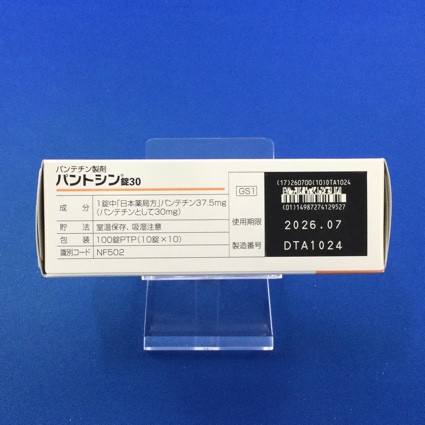 パンテチン製剤
パントシン®錠30
成分 1錠中「日本薬局方」パンテチン37.5mg
(パンテチンとして30mg)
貯法 室温保存、吸湿注意
包装 100錠PTP(10錠×10)
識別コード NF502
GS1
(17)260700(10)DTA1024
(01)14987274129527
使用期限 2026.07
製造番号 DTA1024